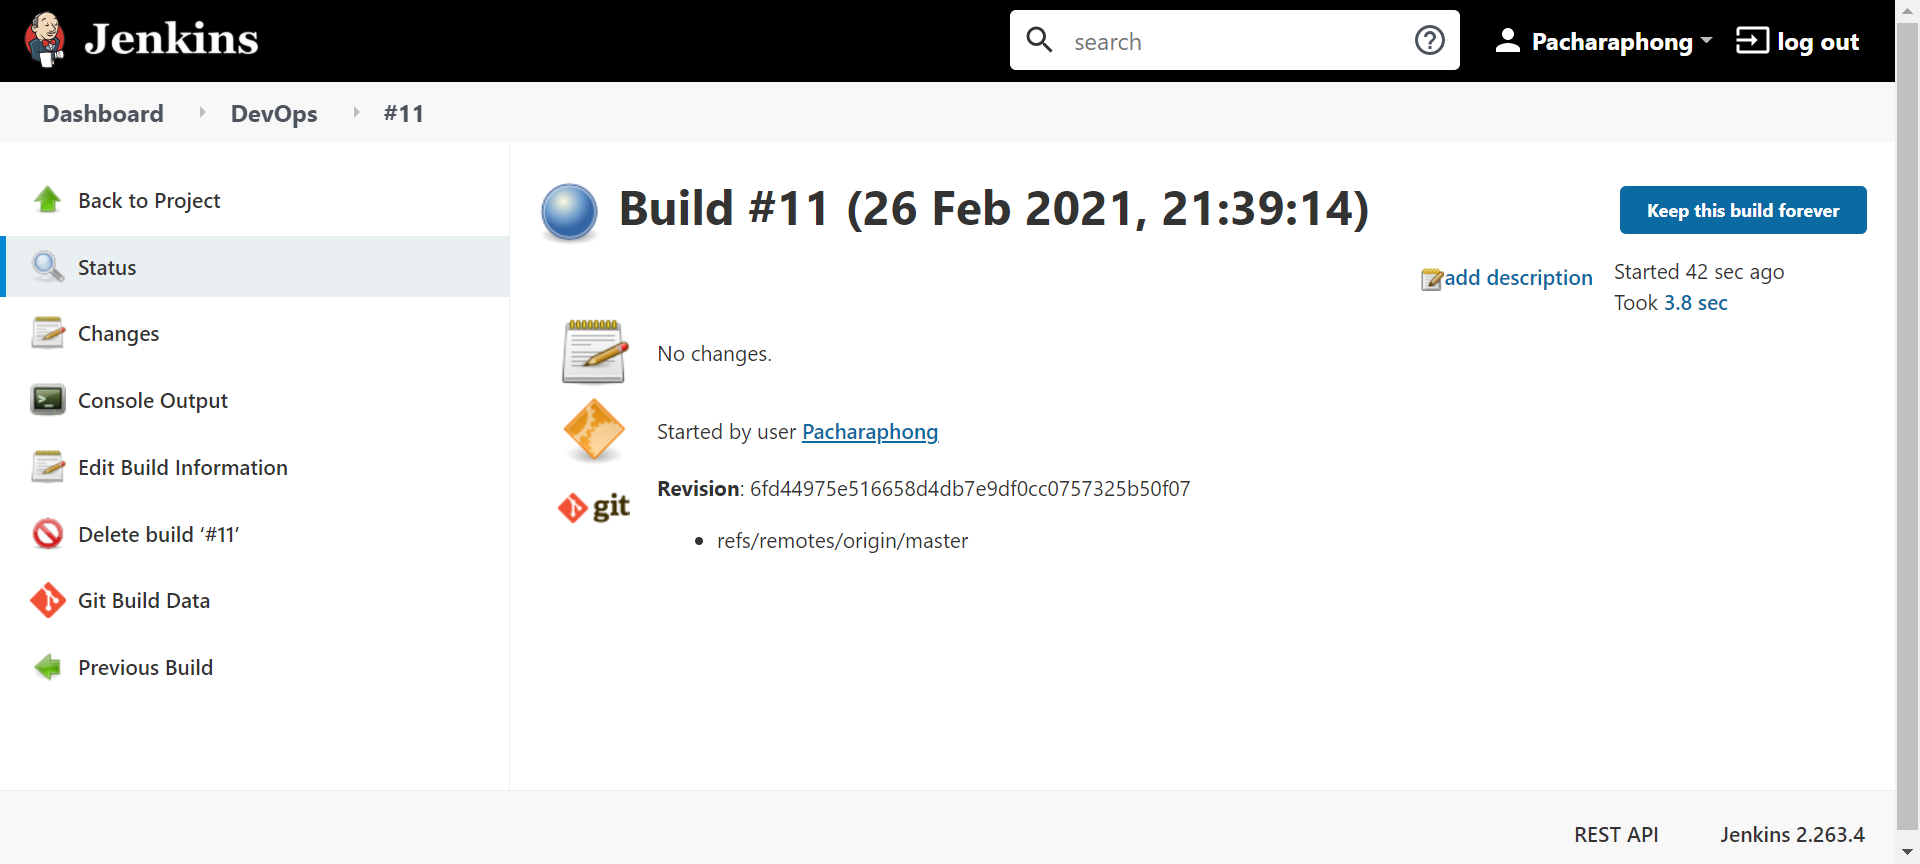 Jenkins
search
Pacharaphong
log out
Dashboard
DevOps
#11
Back to Project
Status
Changes
Console Output
Edit Build Information
Delete build ‘#11’
Git Build Data
Previous Build
Build #11 (26 Feb 2021, 21:39:14)
Keep this build forever
add description
Started 42 sec ago
Took 3.8 sec
No changes.
Started by user Pacharaphong
git
Revision: 6fd44975e516658d4db7e9df0cc0757325b50f07
• refs/remotes/origin/master
REST API
Jenkins 2.263.4